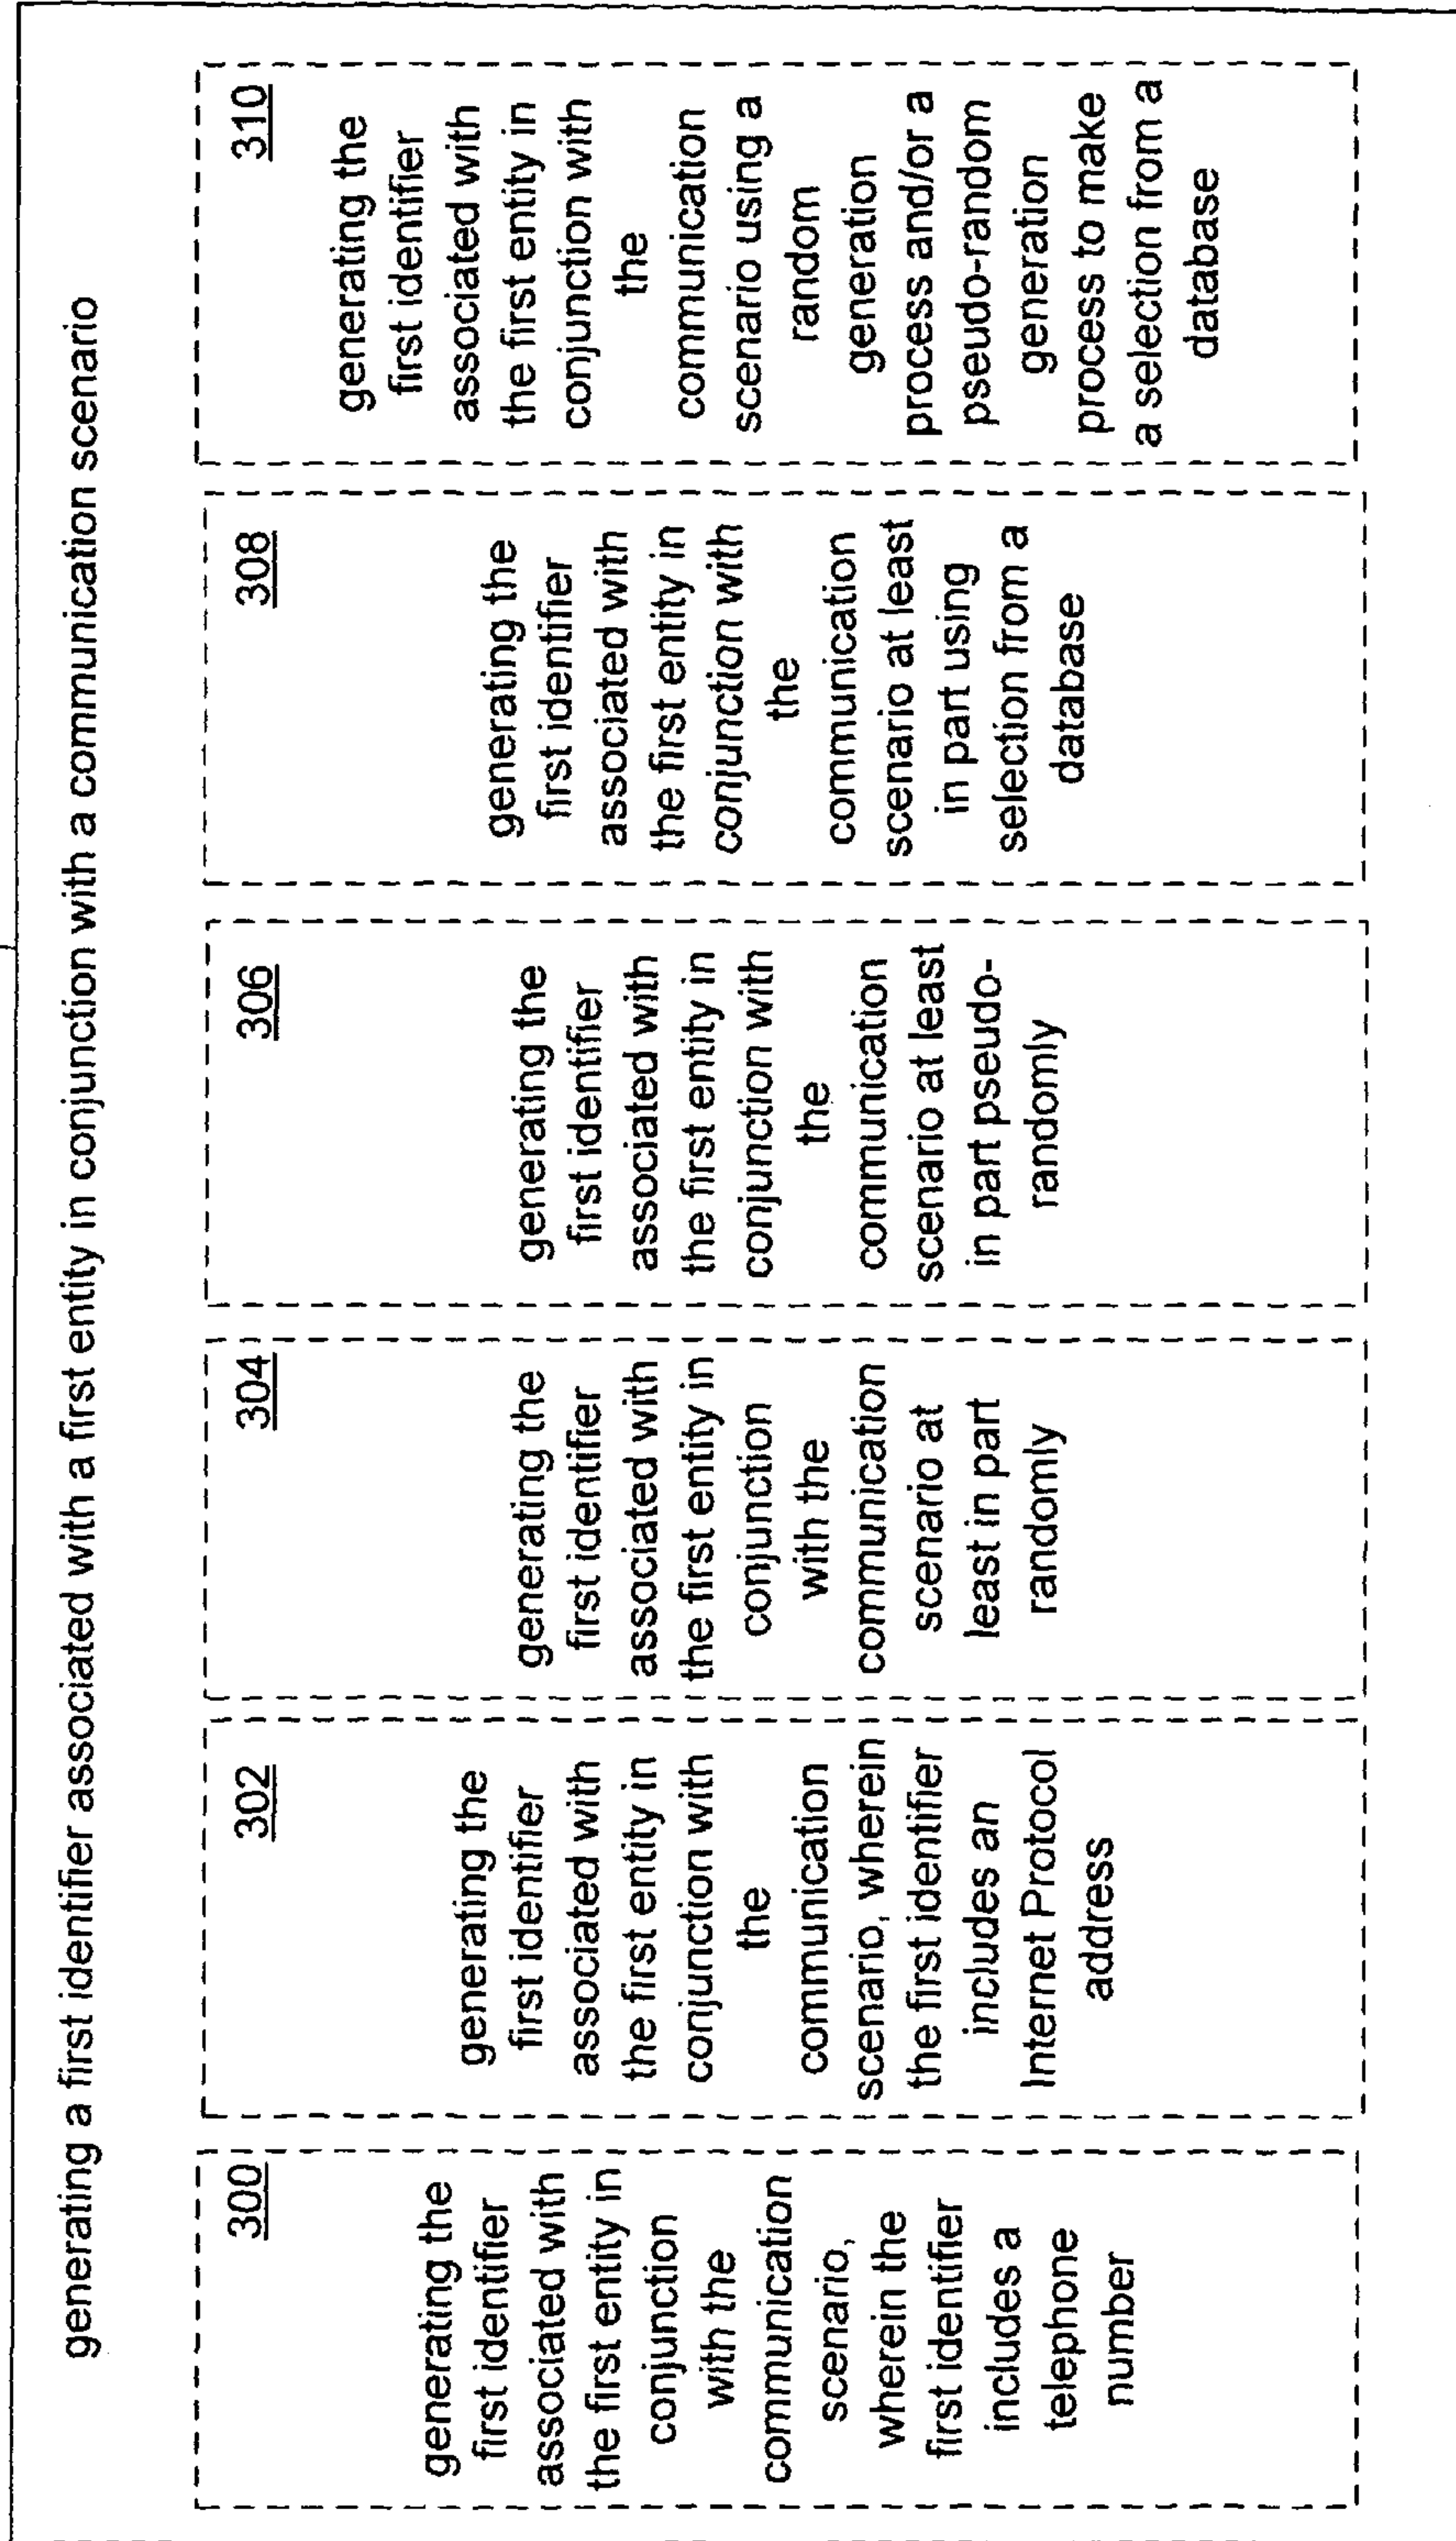 generating a first identifier associated with a first entity in conjunction with a communication scenario
300
generating the
first identifier
associated with
the first entity in
conjunction
with the
communication
scenario,
wherein the
first identifier
includes a
telephone
number
302
generating the
first identifier
associated with
the first entity in
conjunction with
the
communication
scenario, wherein
the first identifier
includes an
Internet Protocol
address
304
generating the
first identifier
associated with
the first entity in
conjunction
with the
communication
scenario at
least in part
randomly
306
generating the
first identifier
associated with
the first entity in
conjunction with
the
communication
scenario at least
in part pseudo-
randomly
308
generating the
first identifier
associated with
the first entity in
conjunction with
the
communication
scenario at least
in part using
selection from a
database
310
generating the
first identifier
associated with
the first entity in
conjunction with
the
communication
scenario using a
random
generation
process and/or a
pseudo-random
generation
process to make
a selection from a
database